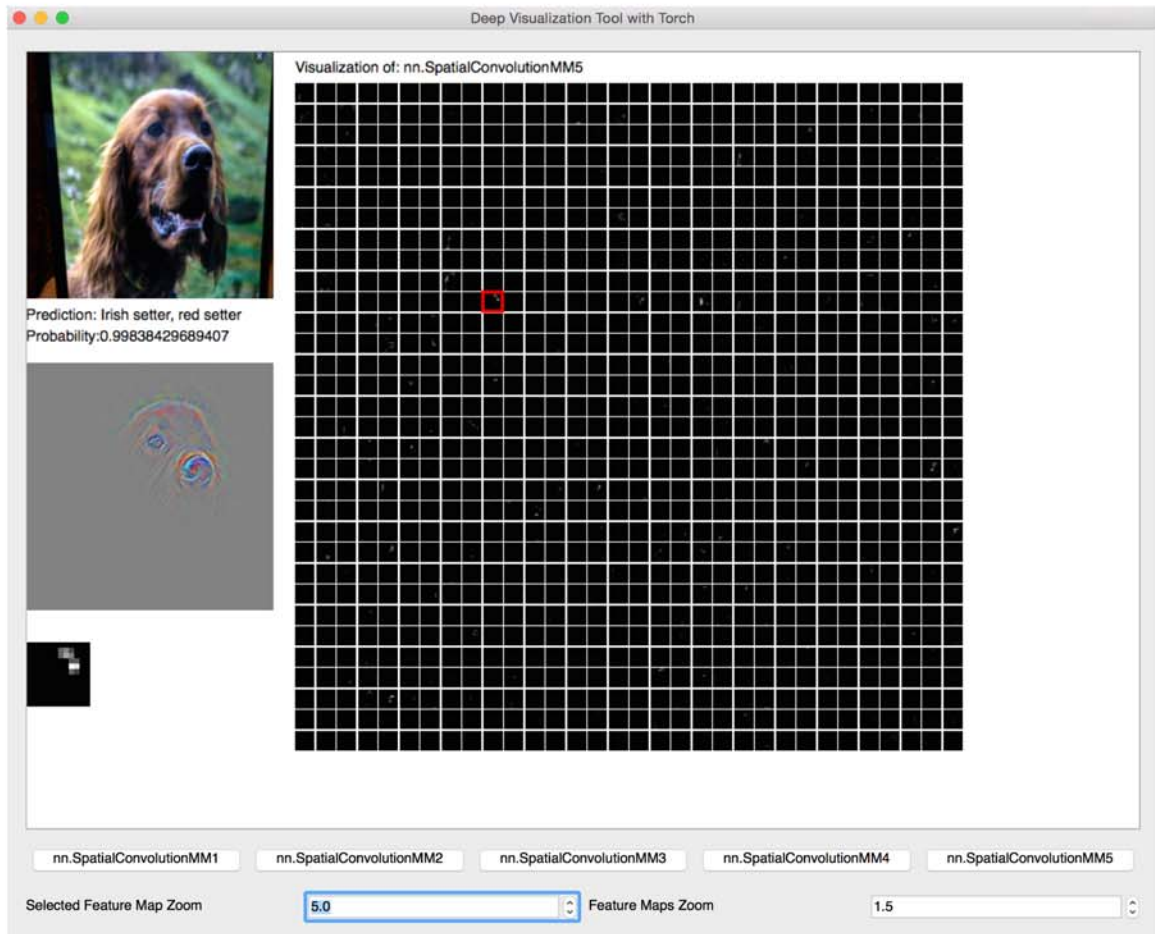 Deep Visualization Tool with Torch
Visualization of: nn.SpatialConvolutionMM5
Prediction: Irish setter, red setter
Probability:0.99838429689407
nn.SpatialConvolutionMM1 nn.SpatialConvolutionMM2 nn.SpatialConvolutionMM3 nn.SpatialConvolutionMM4 nn.SpatialConvolutionMM5
Selected Feature Map Zoom 5.0 Feature Maps Zoom 1.5